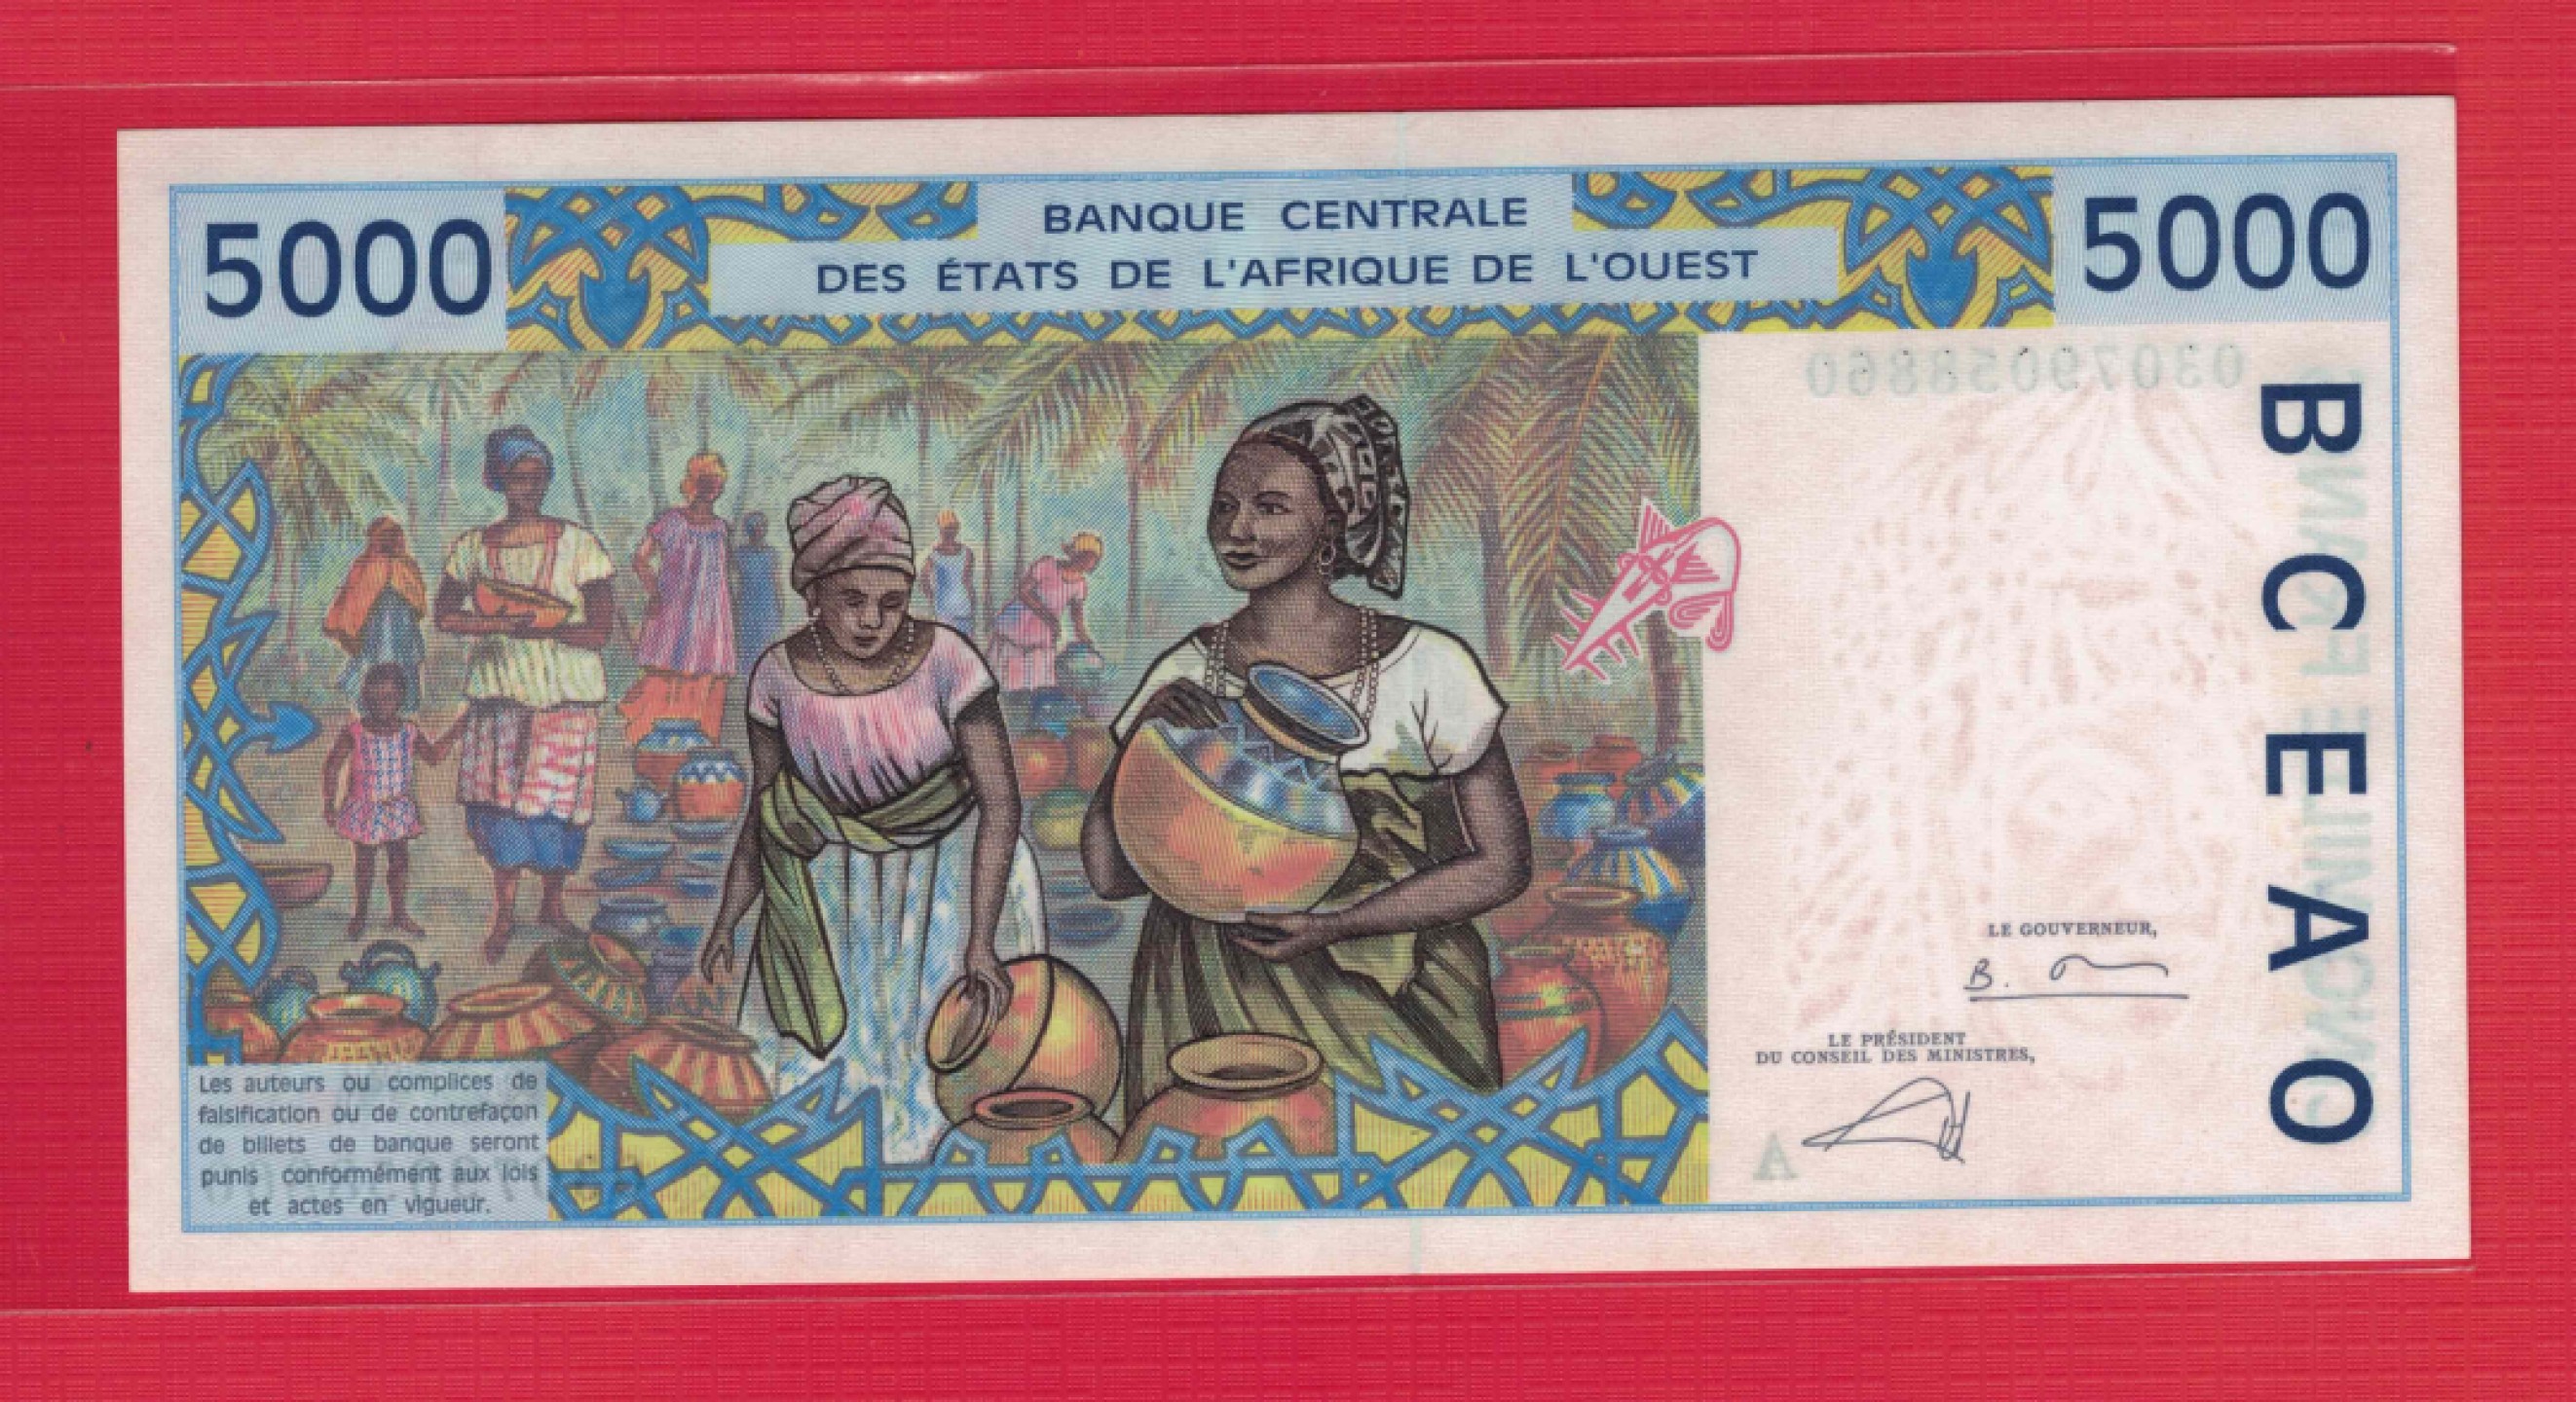 5000
BANQUE CENTRALE
DES ÉTATS DE L'AFRIQUE DE L'OUEST
5000
03079058860
BCEAO
LE GOUVERNEUR,
B.
LE PRÉSIDENT
DU CONSEIL DES MINISTRES,
A
Les auteurs ou complices de
falsification ou de contrefaçon
de billets de banque seront
punis conformément aux lois
et actes en vigueur.